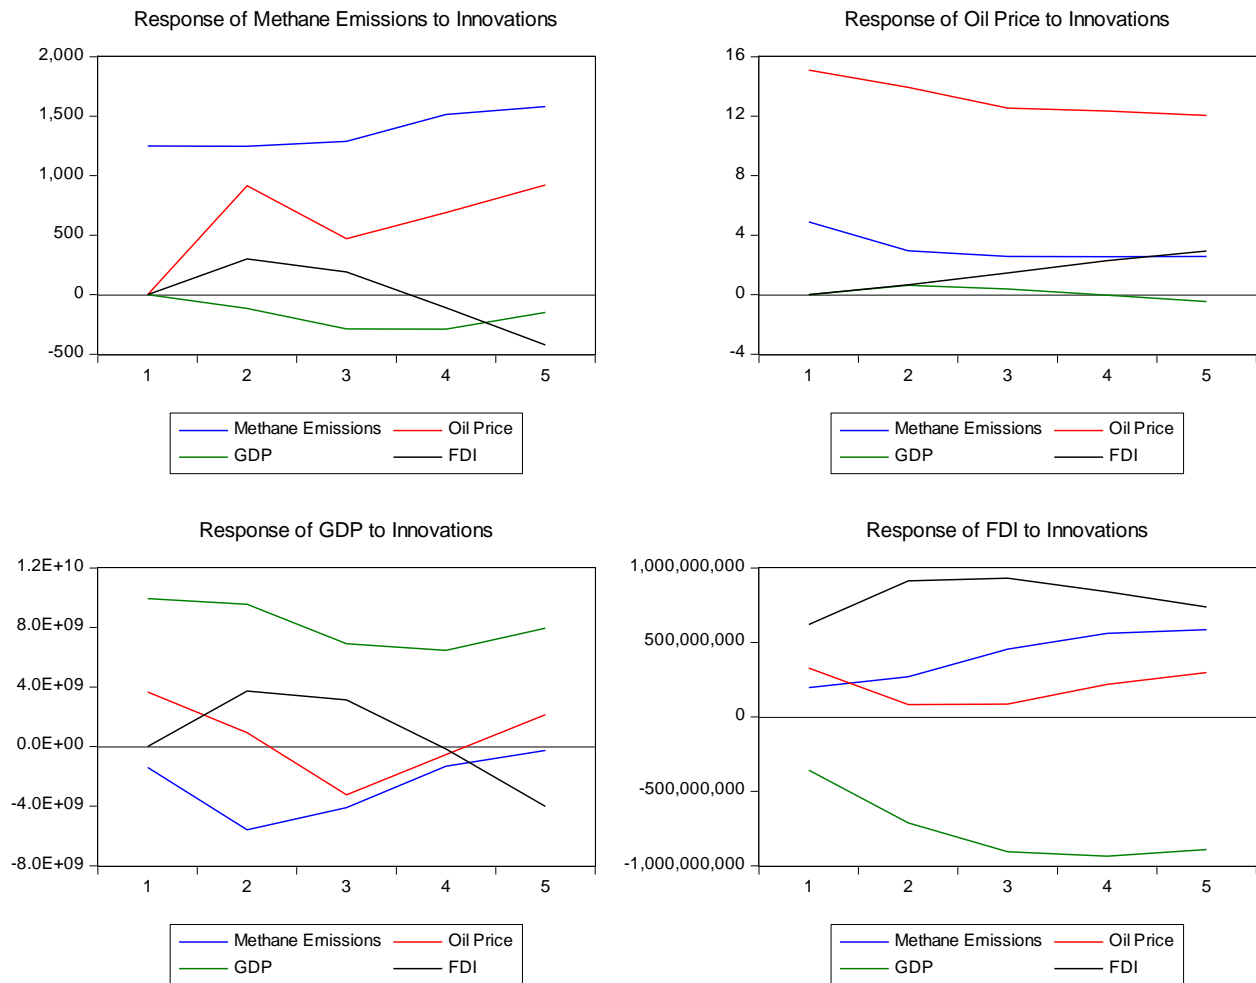 Response of Methane Emissions to Innovations
2,000
1,500
1,000
500
0
-500
1 2 3 4 5
Methane Emissions Oil Price
GDP FDI
Response of Oil Price to Innovations
16
12
8
4
0
-4
1 2 3 4 5
Methane Emissions Oil Price
GDP FDI
Response of GDP to Innovations
1.2E+10
8.0E+09
4.0E+09
0.0E+00
-4.0E+09
-8.0E+09
1 2 3 4 5
Methane Emissions Oil Price
GDP FDI
Response of FDI to Innovations
1,000,000,000
500,000,000
0
-500,000,000
-1,000,000,000
1 2 3 4 5
Methane Emissions Oil Price
GDP FDI